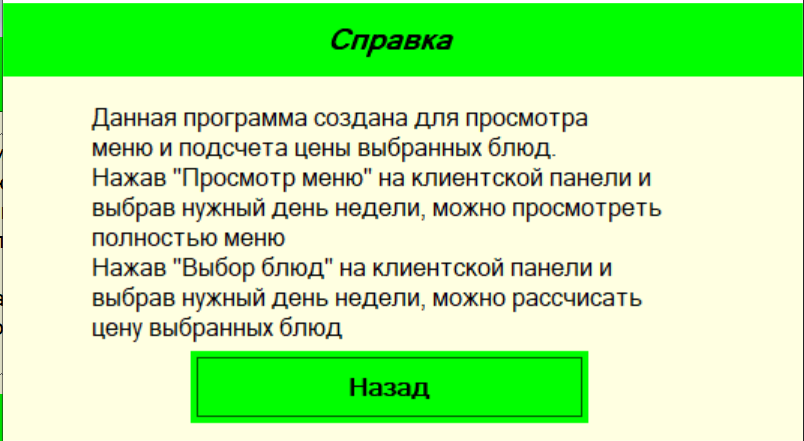 Справка
Данная программа создана для просмотра
меню и подсчета цены выбранных блюд.
Нажав "Просмотр меню" на клиентской панели и
выбрав нужный день недели, можно просмотреть
полностью меню
Нажав "Выбор блюд" на клиентской панели и
выбрав нужный день недели, можно рассчисать
цену выбранных блюд
Назад